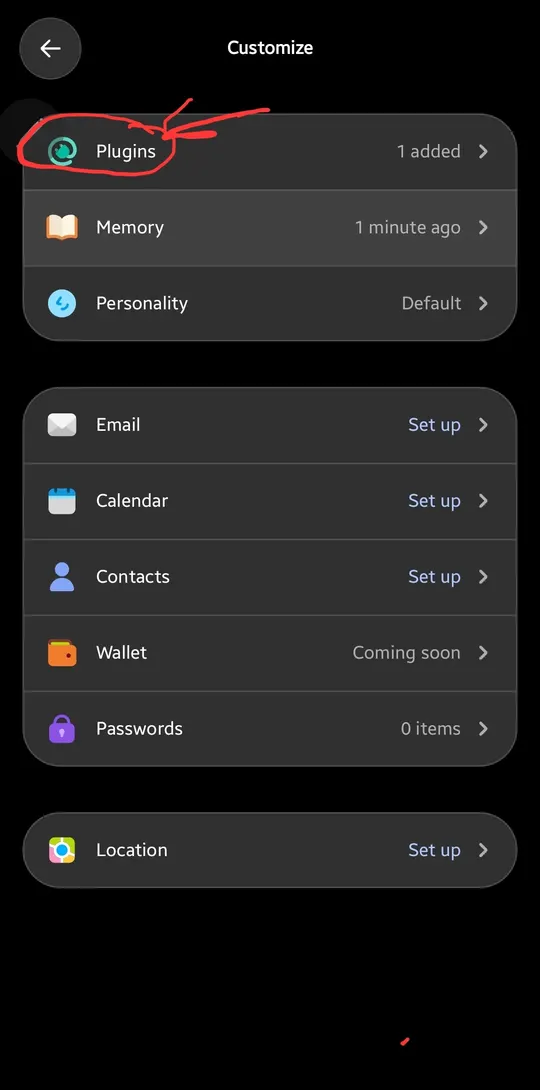 Customize
Plugins 1 added
Memory 1 minute ago
Personality Default
Email Set up
Calendar Set up
Contacts Set up
Wallet Coming soon
Passwords 0 items
Location Set up